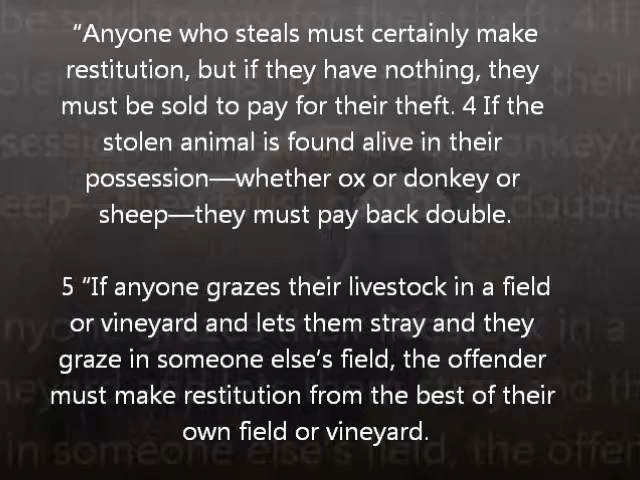 “Anyone who steals must certainly make
restitution, but if they have nothing, they
must be sold to pay for their theft. 4 If the
stolen animal is found alive in their
possession—whether ox or donkey or
sheep—they must pay back double.
5 “If anyone grazes their livestock in a field
or vineyard and lets them stray and they
graze in someone else’s field, the offender
must make restitution from the best of their
own field or vineyard.